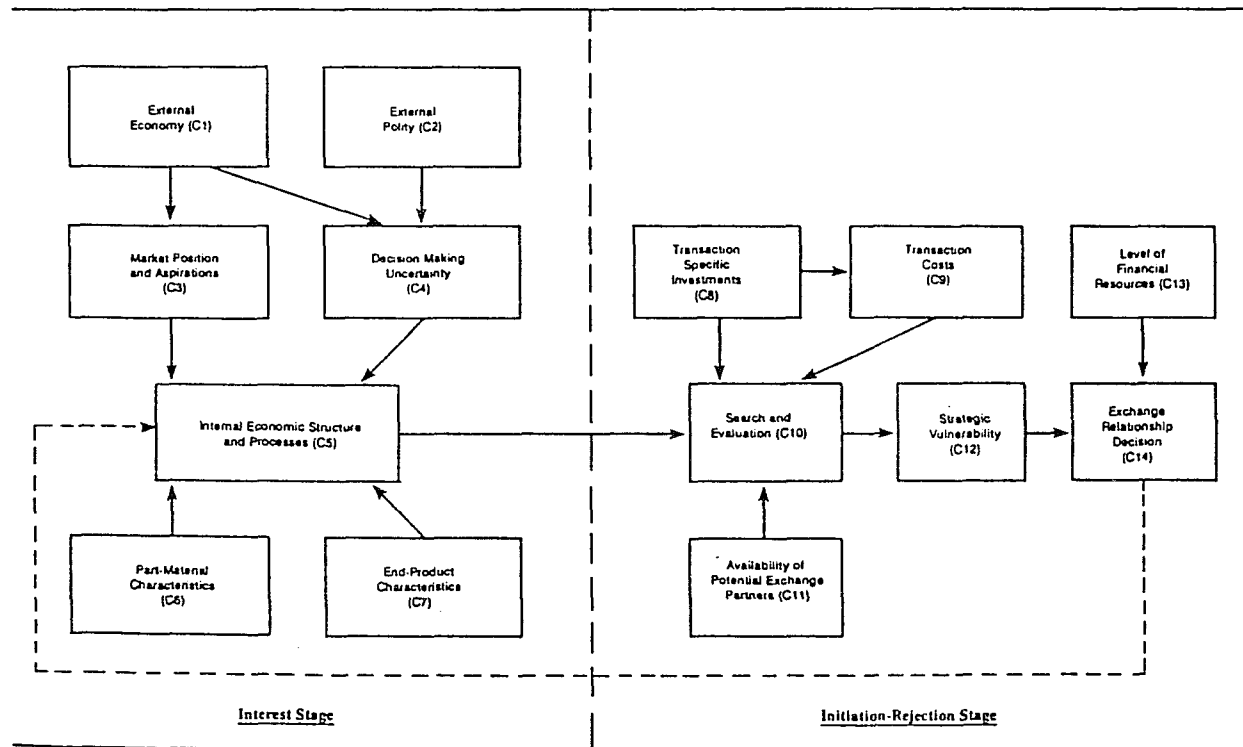 External
Economy (C1)
External
Polity (C2)
Market Position
and Aspirations
(C3)
Decision Making
Uncertainty
(C4)
Transaction
Specific
Investments
(C8)
Transaction
Costs
(C9)
Level of
Financial
Resources (C13)
Internal Economic Structure
and Processes (C5)
Search and
Evaluation (C10)
Strategic
Vulnerability
(C12)
Exchange
Relationship
Decision
(C14)
Part-Material
Characteristics
(C6)
End-Product
Characteristics
(C7)
Availability of
Potential Exchange
Partners (C11)
Interest Stage
Initiation-Rejection Stage